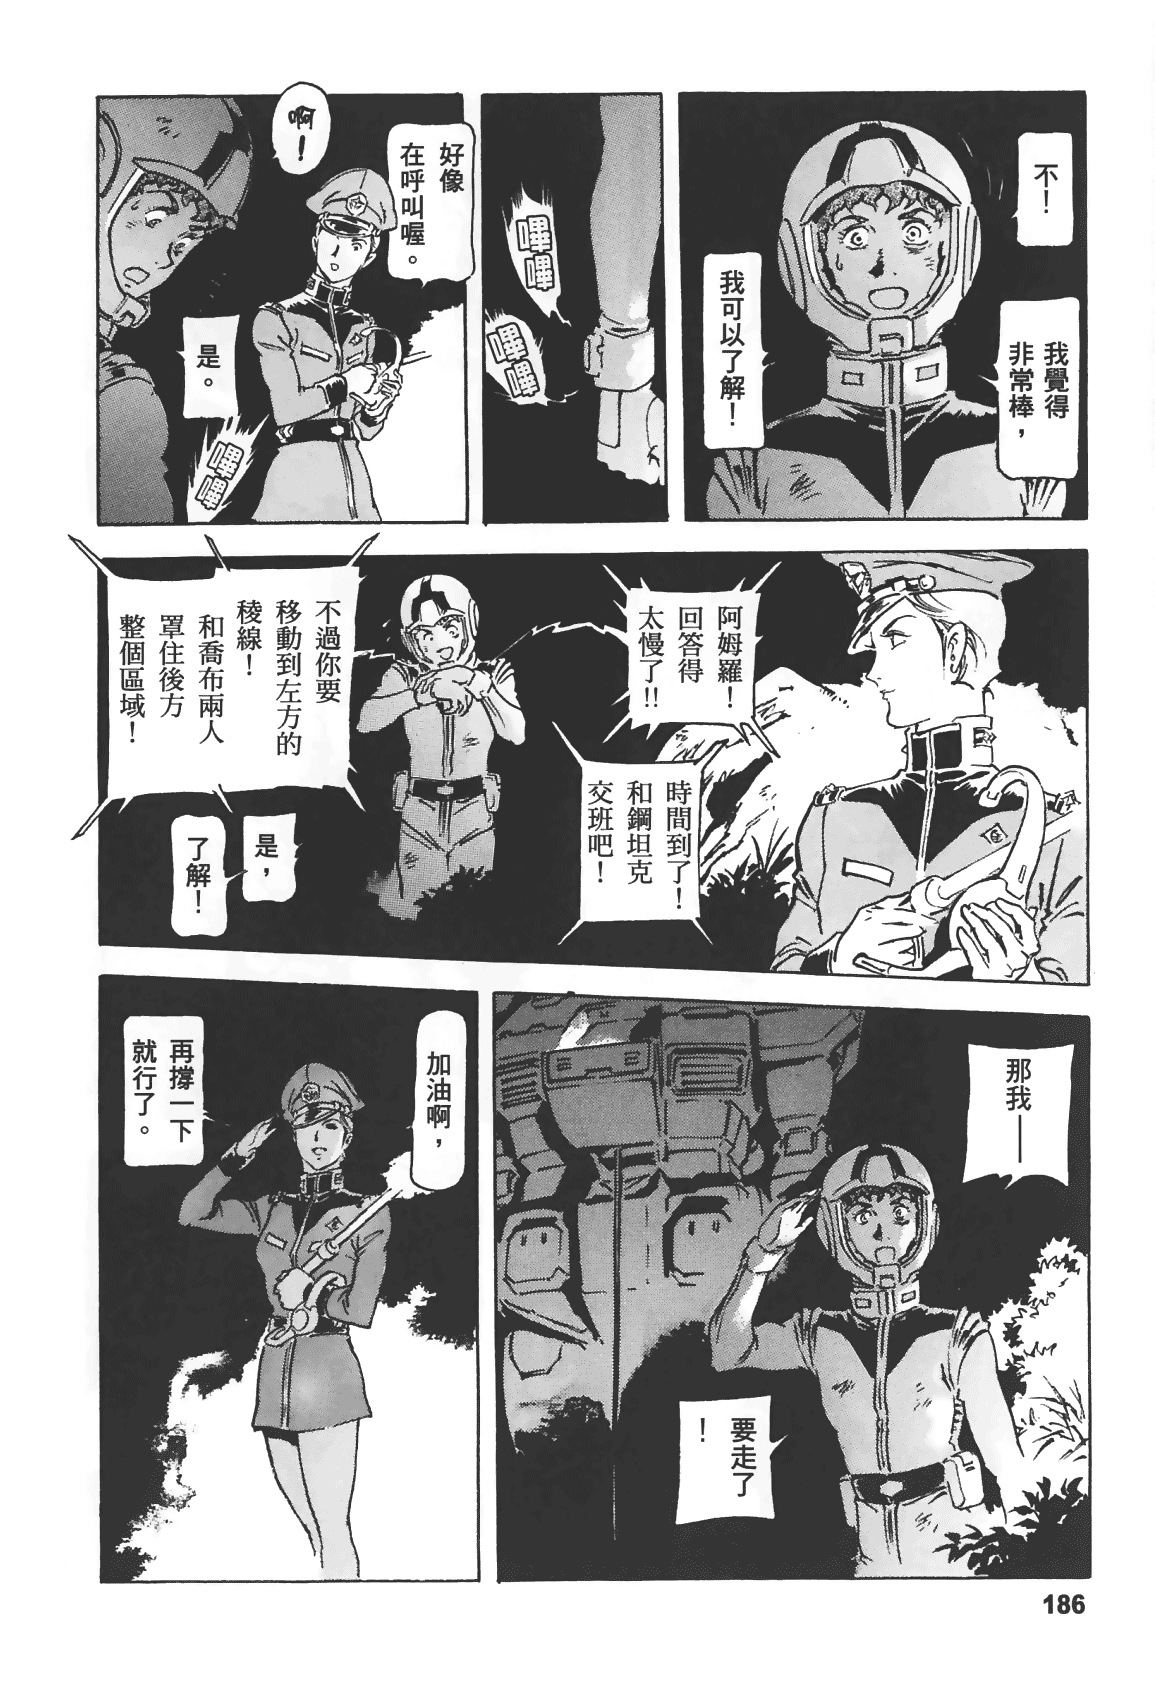 不！
我覺得
非常棒，
我可以了解！
嗶嗶
嗶嗶
好像
在呼叫喔。
啊！
是。
嗶嗶
阿姆羅！
回答得
太慢了!!
時間到了！
和鋼坦克
交班吧！
不過你要
移動到左方的
稜線！
和喬布兩人
罩住後方
整個區域！
是，
了解！
那我──
要走了
！
加油啊，
再撐一下
就行了。
186